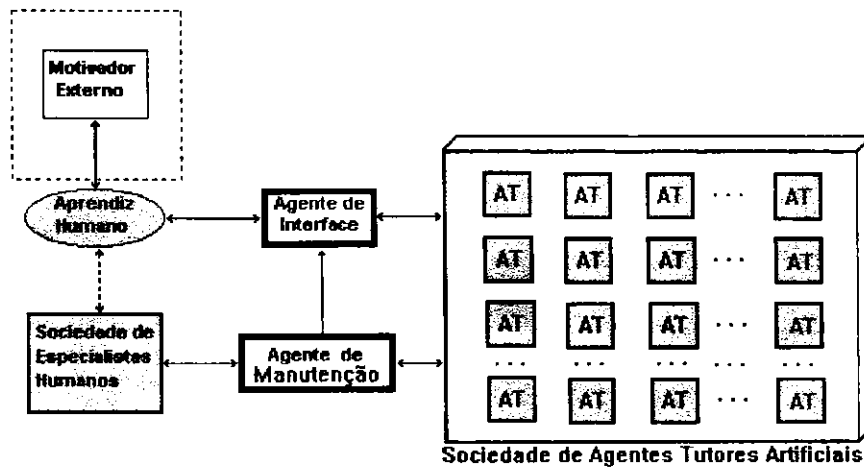 Motivador
Externo
Aprendiz
Humano
Agente de
Interface
Sociedade de
Especialistas
Humanos
Agente de
Manutenção
AT AT AT ... AT
AT AT AT ... AT
AT AT AT ... AT
... ... ... ... ...
AT AT AT ... AT
Sociedade de Agentes Tutores Artificiais